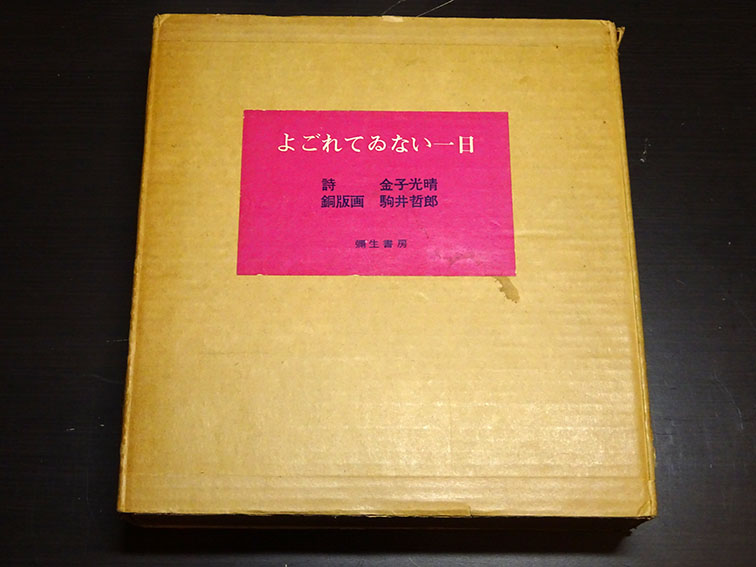 よごれてゐない一日
詩　金子光晴
銅版画　駒井哲郎
彌生書房